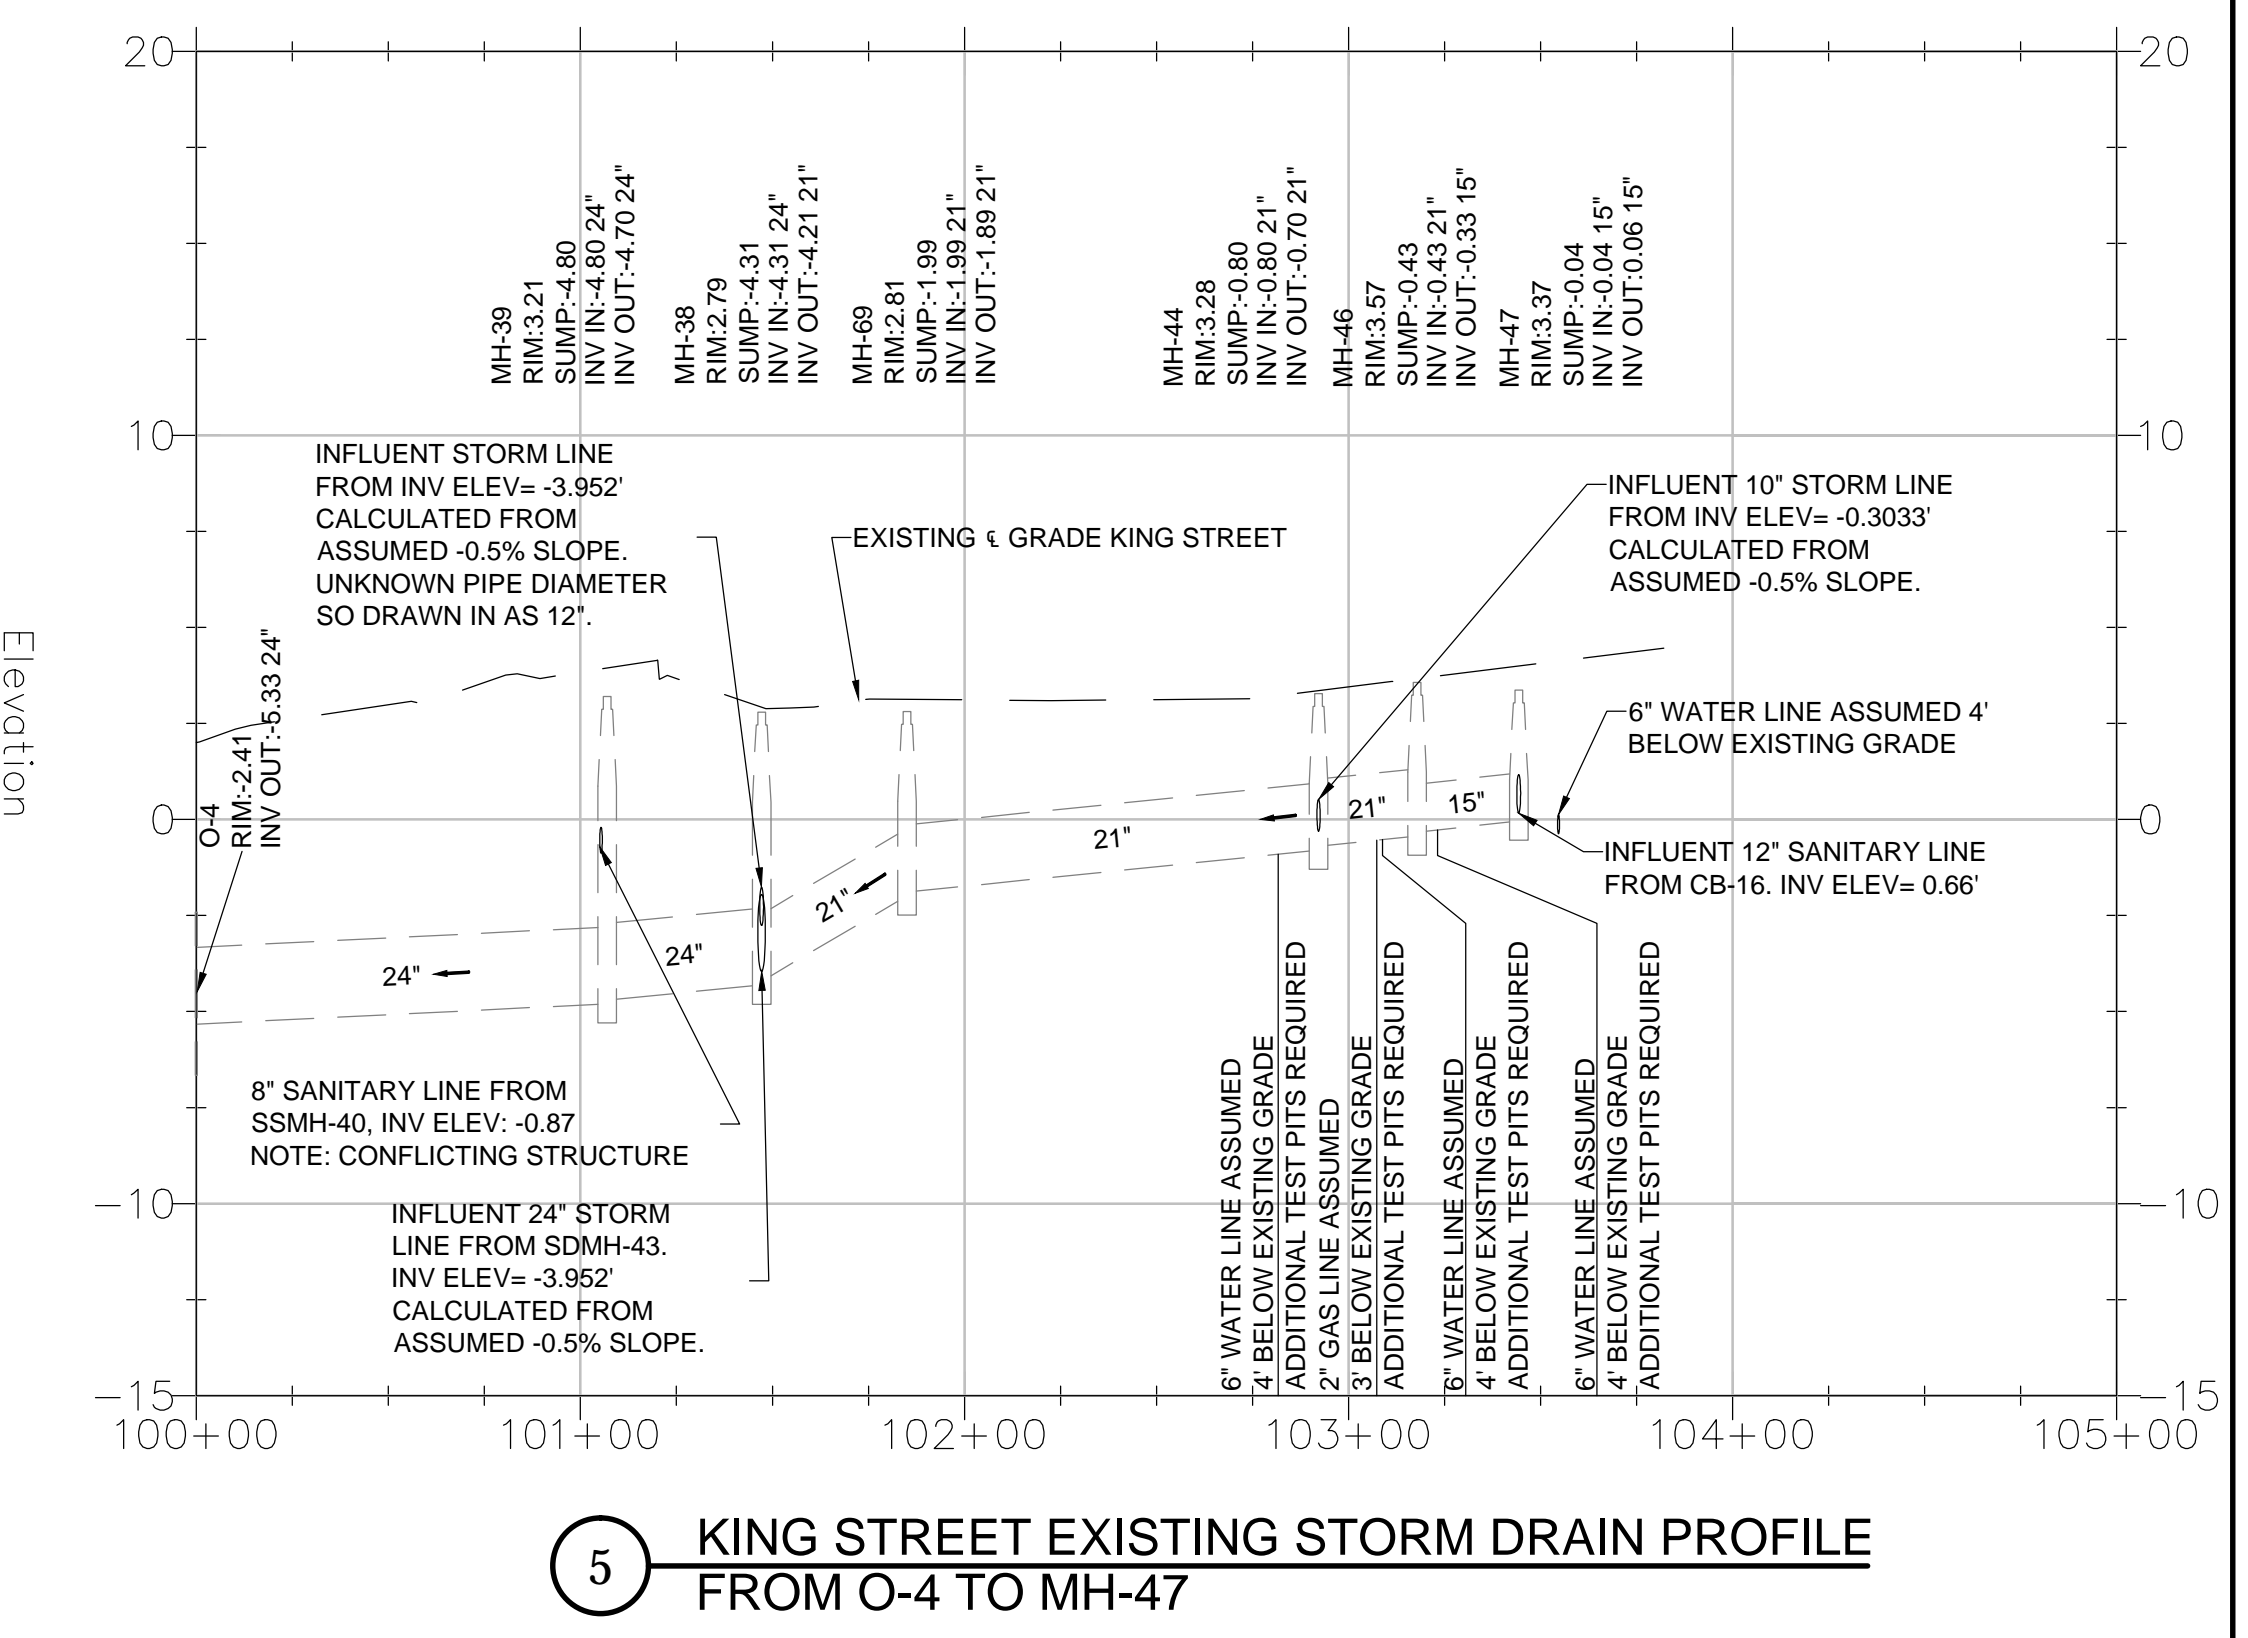 20
20
10
10
0
0
-10
-10
-15
-15
Elevation
MH-39
RIM:3.21
SUMP:-4.80
INV IN:-4.80 24"
INV OUT:-4.70 24"
MH-38
RIM:2.79
SUMP:-4.31
INV IN:-4.31 24"
INV OUT:-4.21 21"
MH-69
RIM:2.81
SUMP:-1.99
INV IN:-1.99 21"
INV OUT:-1.89 21"
MH-44
RIM:3.28
SUMP:-0.80
INV IN:-0.80 21"
INV OUT:-0.70 21"
MH-46
RIM:3.57
SUMP:-0.43
INV IN:-0.43 21"
INV OUT:-0.33 15"
MH-47
RIM:3.37
SUMP:-0.04
INV IN:-0.04 15"
INV OUT:0.06 15"
INFLUENT STORM LINE
FROM INV ELEV= -3.952'
CALCULATED FROM
ASSUMED -0.5% SLOPE.
UNKNOWN PIPE DIAMETER
SO DRAWN IN AS 12".
EXISTING ℄ GRADE KING STREET
INFLUENT 10" STORM LINE
FROM INV ELEV= -0.3033'
CALCULATED FROM
ASSUMED -0.5% SLOPE.
O-4
RIM:-2.41
INV OUT:-5.33 24"
6" WATER LINE ASSUMED 4'
BELOW EXISTING GRADE
24"
24"
21"
21"
21"
15"
INFLUENT 12" SANITARY LINE
FROM CB-16. INV ELEV= 0.66'
8" SANITARY LINE FROM
SSMH-40, INV ELEV: -0.87
NOTE: CONFLICTING STRUCTURE
INFLUENT 24" STORM
LINE FROM SDMH-43.
INV ELEV= -3.952'
CALCULATED FROM
ASSUMED -0.5% SLOPE.
6" WATER LINE ASSUMED
4' BELOW EXISTING GRADE
ADDITIONAL TEST PITS REQUIRED
2" GAS LINE ASSUMED
3' BELOW EXISTING GRADE
ADDITIONAL TEST PITS REQUIRED
6" WATER LINE ASSUMED
4' BELOW EXISTING GRADE
ADDITIONAL TEST PITS REQUIRED
6" WATER LINE ASSUMED
4' BELOW EXISTING GRADE
ADDITIONAL TEST PITS REQUIRED
100+00
101+00
102+00
103+00
104+00
105+00
5
KING STREET EXISTING STORM DRAIN PROFILE
FROM O-4 TO MH-47